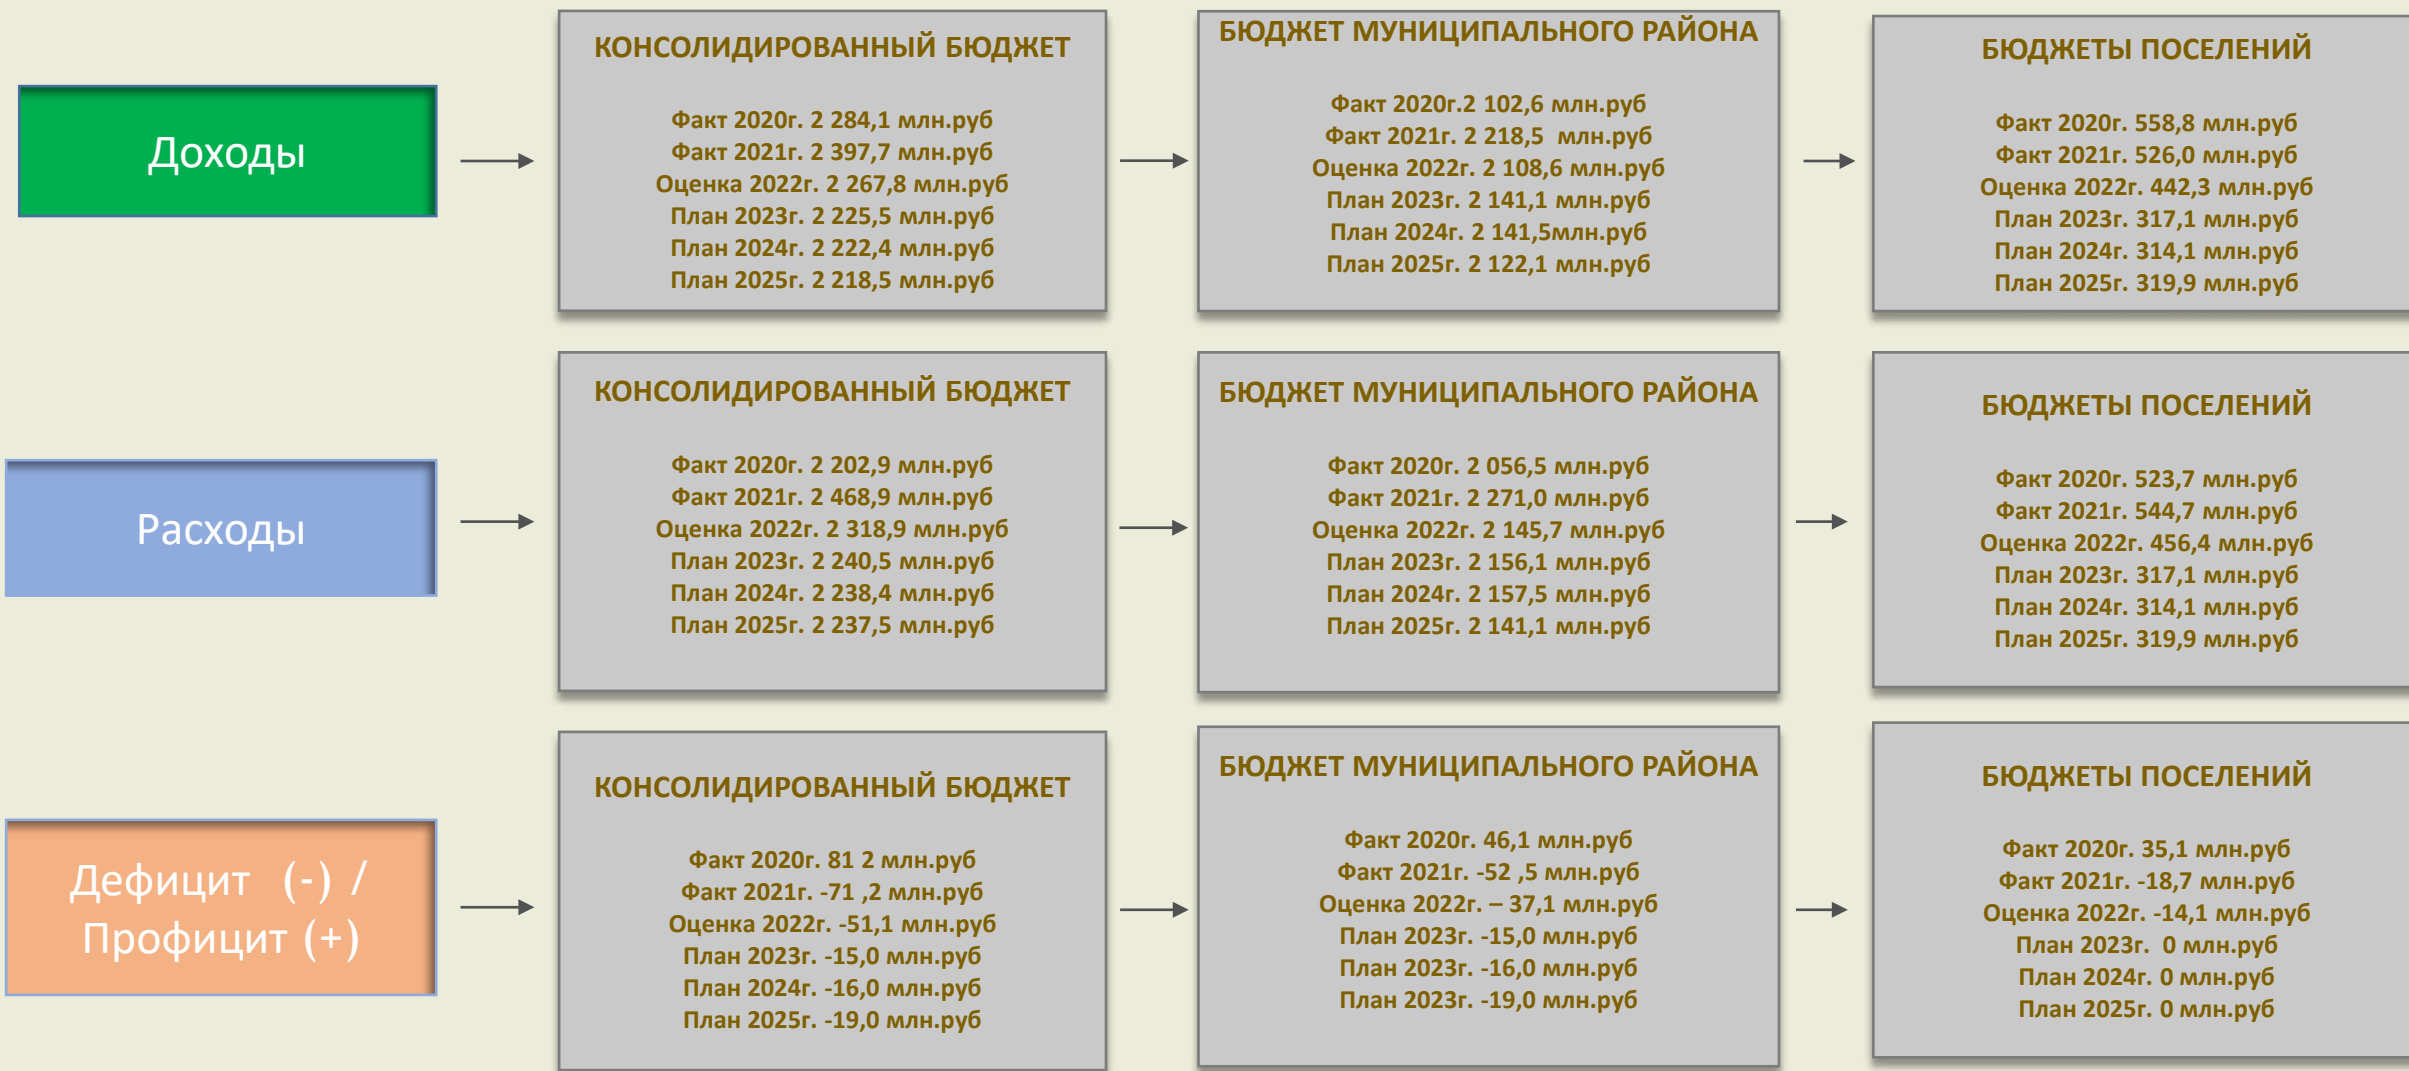 Доходы
КОНСОЛИДИРОВАННЫЙ БЮДЖЕТ
Факт 2020г. 2 284,1 млн.руб
Факт 2021г. 2 397,7 млн.руб
Оценка 2022г. 2 267,8 млн.руб
План 2023г. 2 225,5 млн.руб
План 2024г. 2 222,4 млн.руб
План 2025г. 2 218,5 млн.руб
БЮДЖЕТ МУНИЦИПАЛЬНОГО РАЙОНА
Факт 2020г.2 102,6 млн.руб
Факт 2021г. 2 218,5  млн.руб
Оценка 2022г. 2 108,6 млн.руб
План 2023г. 2 141,1 млн.руб
План 2024г. 2 141,5млн.руб
План 2025г. 2 122,1 млн.руб
БЮДЖЕТЫ ПОСЕЛЕНИЙ
Факт 2020г. 558,8 млн.руб
Факт 2021г. 526,0 млн.руб
Оценка 2022г. 442,3 млн.руб
План 2023г. 317,1 млн.руб
План 2024г. 314,1 млн.руб
План 2025г. 319,9 млн.руб
Расходы
КОНСОЛИДИРОВАННЫЙ БЮДЖЕТ
Факт 2020г. 2 202,9 млн.руб
Факт 2021г. 2 468,9 млн.руб
Оценка 2022г. 2 318,9 млн.руб
План 2023г. 2 240,5 млн.руб
План 2024г. 2 238,4 млн.руб
План 2025г. 2 237,5 млн.руб
БЮДЖЕТ МУНИЦИПАЛЬНОГО РАЙОНА
Факт 2020г. 2 056,5 млн.руб
Факт 2021г. 2 271,0 млн.руб
Оценка 2022г. 2 145,7 млн.руб
План 2023г. 2 156,1 млн.руб
План 2024г. 2 157,5 млн.руб
План 2025г. 2 141,1 млн.руб
БЮДЖЕТЫ ПОСЕЛЕНИЙ
Факт 2020г. 523,7 млн.руб
Факт 2021г. 544,7 млн.руб
Оценка 2022г. 456,4 млн.руб
План 2023г. 317,1 млн.руб
План 2024г. 314,1 млн.руб
План 2025г. 319,9 млн.руб
Дефицит  (-) /
Профицит (+)
КОНСОЛИДИРОВАННЫЙ БЮДЖЕТ
Факт 2020г. 81 2 млн.руб
Факт 2021г. -71 ,2 млн.руб
Оценка 2022г. -51,1 млн.руб
План 2023г. -15,0 млн.руб
План 2024г. -16,0 млн.руб
План 2025г. -19,0 млн.руб
БЮДЖЕТ МУНИЦИПАЛЬНОГО РАЙОНА
Факт 2020г. 46,1 млн.руб
Факт 2021г. -52 ,5 млн.руб
Оценка 2022г. – 37,1 млн.руб
План 2023г. -15,0 млн.руб
План 2023г. -16,0 млн.руб
План 2023г. -19,0 млн.руб
БЮДЖЕТЫ ПОСЕЛЕНИЙ
Факт 2020г. 35,1 млн.руб
Факт 2021г. -18,7 млн.руб
Оценка 2022г. -14,1 млн.руб
План 2023г.  0 млн.руб
План 2024г. 0 млн.руб
План 2025г. 0 млн.руб